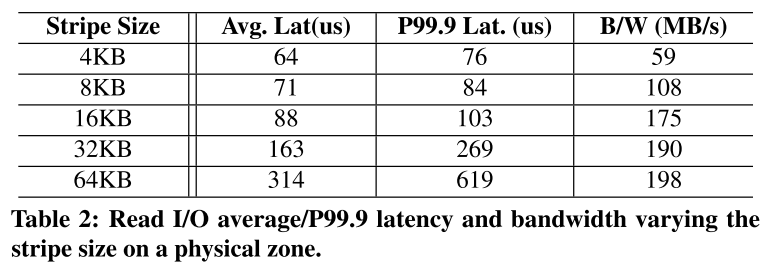 Stripe Size Avg. Lat(us) P99.9 Lat. (us) B/W (MB/s)
4KB 64 76 59
8KB 71 84 108
16KB 88 103 175
32KB 163 269 190
64KB 314 619 198
Table 2: Read I/O average/P99.9 latency and bandwidth varying the
stripe size on a physical zone.